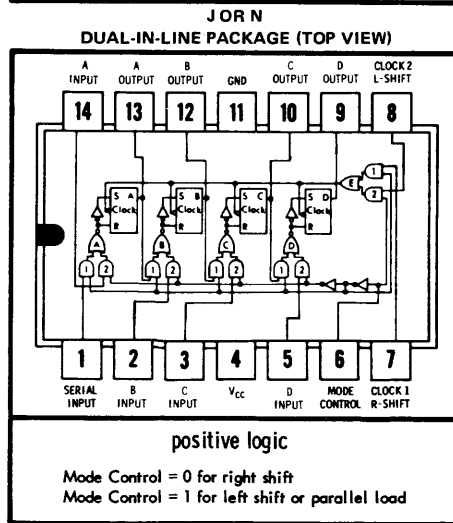 J OR N
DUAL-IN-LINE PACKAGE (TOP VIEW)
A INPUT
A OUTPUT
B OUTPUT
GND
C OUTPUT
D OUTPUT
CLOCK 2 L-SHIFT
14 13 12 11 10 9 8
S A Clock R
S B Clock R
S C Clock R
S D Clock R
E 1 2
A B C D
1 2 1 2 1 2 1 2
1 2 3 4 5 6 7
SERIAL INPUT
B INPUT
C INPUT
VCC
D INPUT
MODE CONTROL
CLOCK 1 R-SHIFT
positive logic
Mode Control = 0 for right shift
Mode Control = 1 for left shift or parallel load